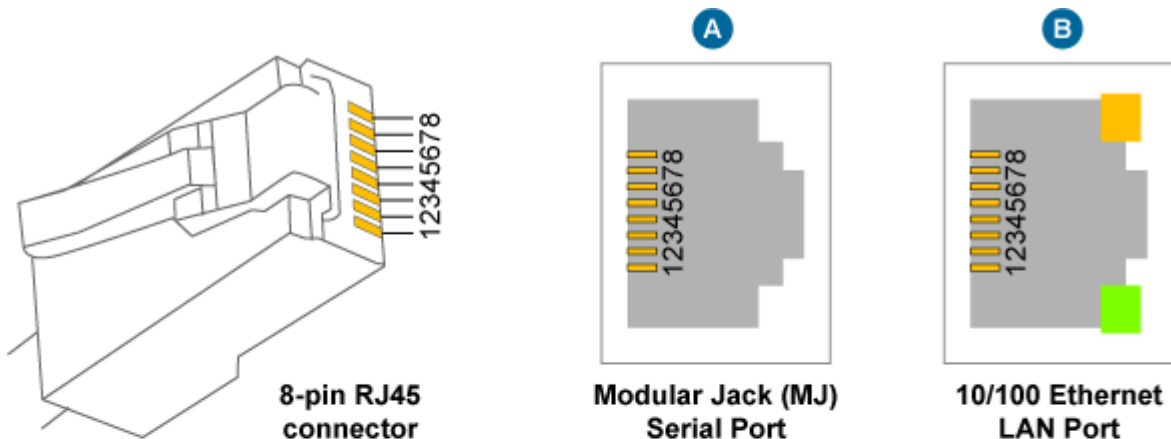 A
B
12345678
12345678
12345678
8-pin RJ45
connector
Modular Jack (MJ)
Serial Port
10/100 Ethernet
LAN Port